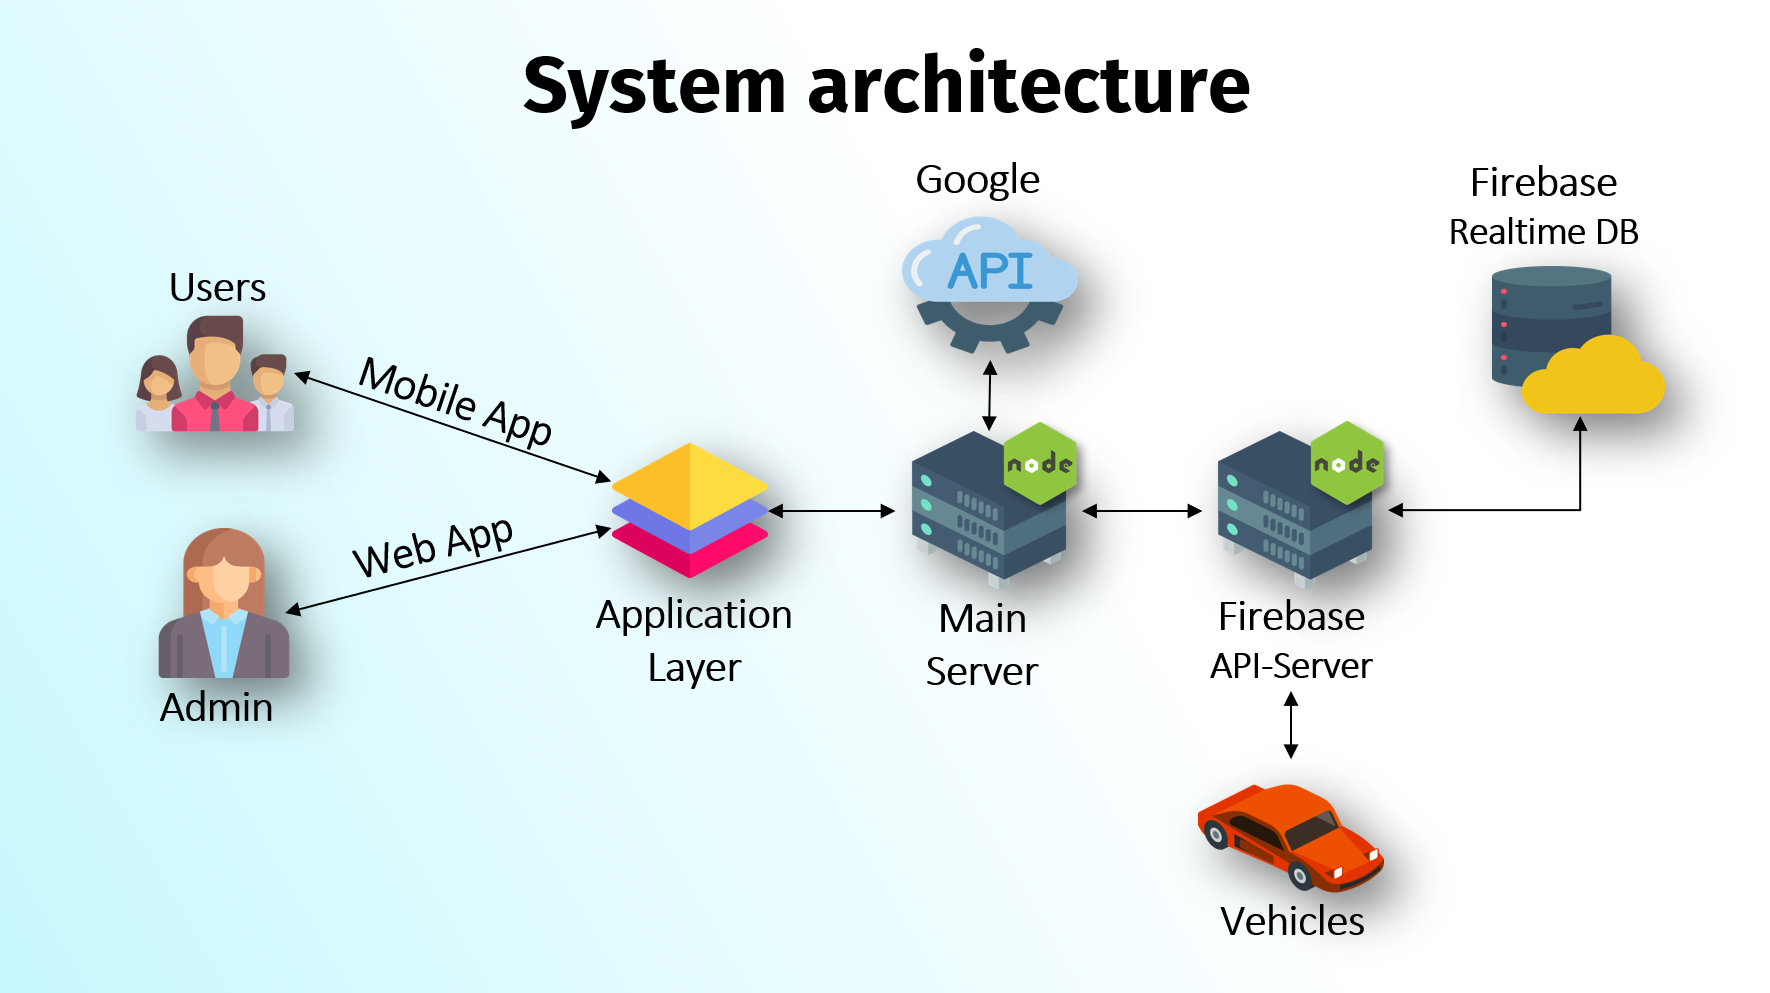 System architecture
Google
API
Firebase
Realtime DB
Users
Mobile App
Web App
Admin
node
node
Application
Layer
Main
Server
Firebase
API-Server
Vehicles